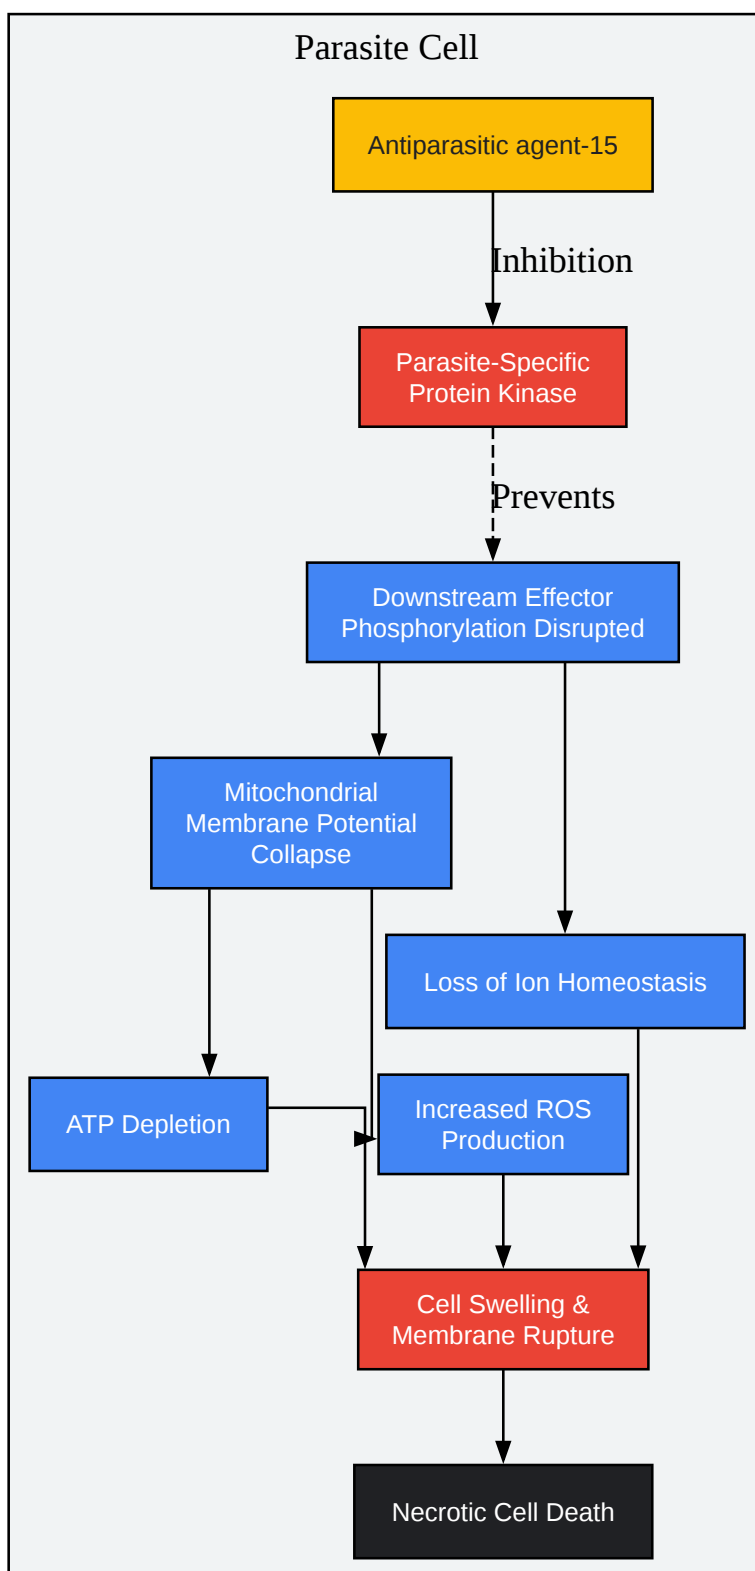 Parasite Cell
Antiparasitic agent-15
Inhibition
Parasite-Specific
Protein Kinase
Prevents
Downstream Effector
Phosphorylation Disrupted
Mitochondrial
Membrane Potential
Collapse
Loss of Ion Homeostasis
ATP Depletion
Increased ROS
Production
Cell Swelling &
Membrane Rupture
Necrotic Cell Death